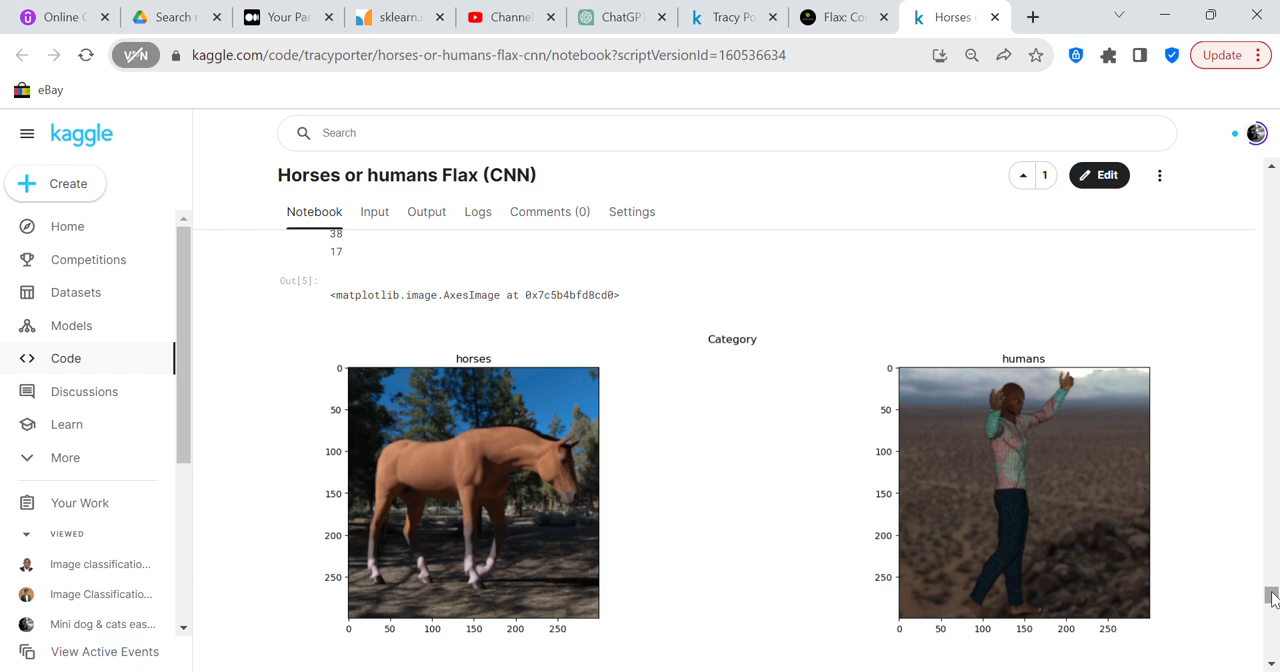 Online C
Search r
Your Par
sklearn.r
Channel
ChatGPT
Tracy Po
Flax: Co
Horses o
VPN
kaggle.com/code/tracyporter/horses-or-humans-flax-cnn/notebook?scriptVersionId=160536634
Update
eBay
kaggle
Search
Create
Horses or humans Flax (CNN)
1
Edit
Notebook
Input
Output
Logs
Comments (0)
Settings
Home
Competitions
Datasets
Models
Code
Discussions
Learn
More
Your Work
VIEWED
Image classificatio...
Image Classificatio...
Mini dog & cats eas...
View Active Events
38
17
Out[5]:
<matplotlib.image.AxesImage at 0x7c5b4bfd8cd0>
Category
horses
0
50
100
150
200
250
0 50 100 150 200 250
humans
0
50
100
150
200
250
0 50 100 150 200 250